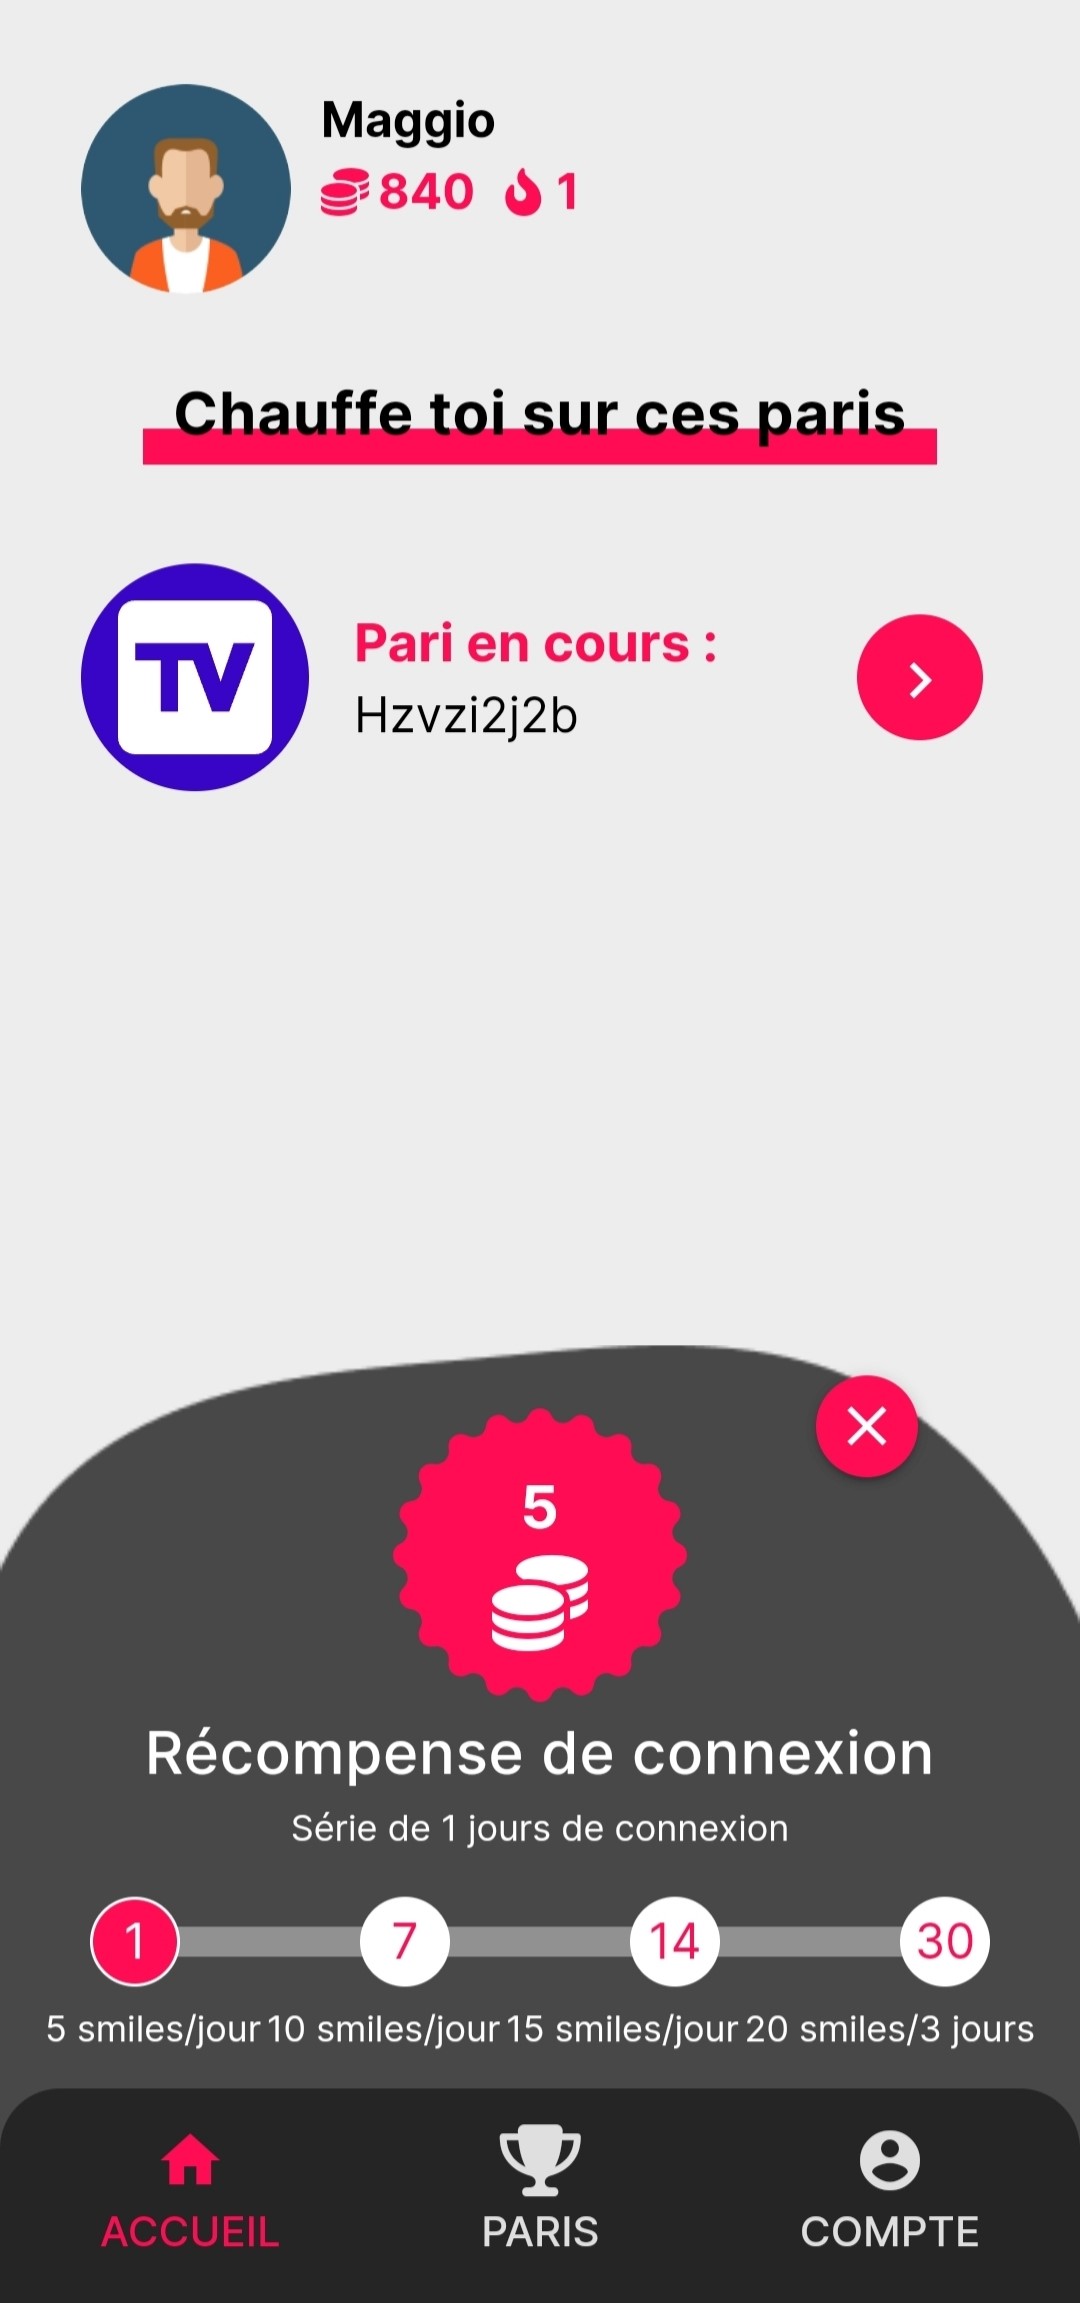 Maggio
840 1
Chauffe toi sur ces paris
TV
Pari en cours :
Hzvzi2j2b
5
Récompense de connexion
Série de 1 jours de connexion
1 7 14 30
5 smiles/jour 10 smiles/jour 15 smiles/jour 20 smiles/3 jours
ACCUEIL PARIS COMPTE